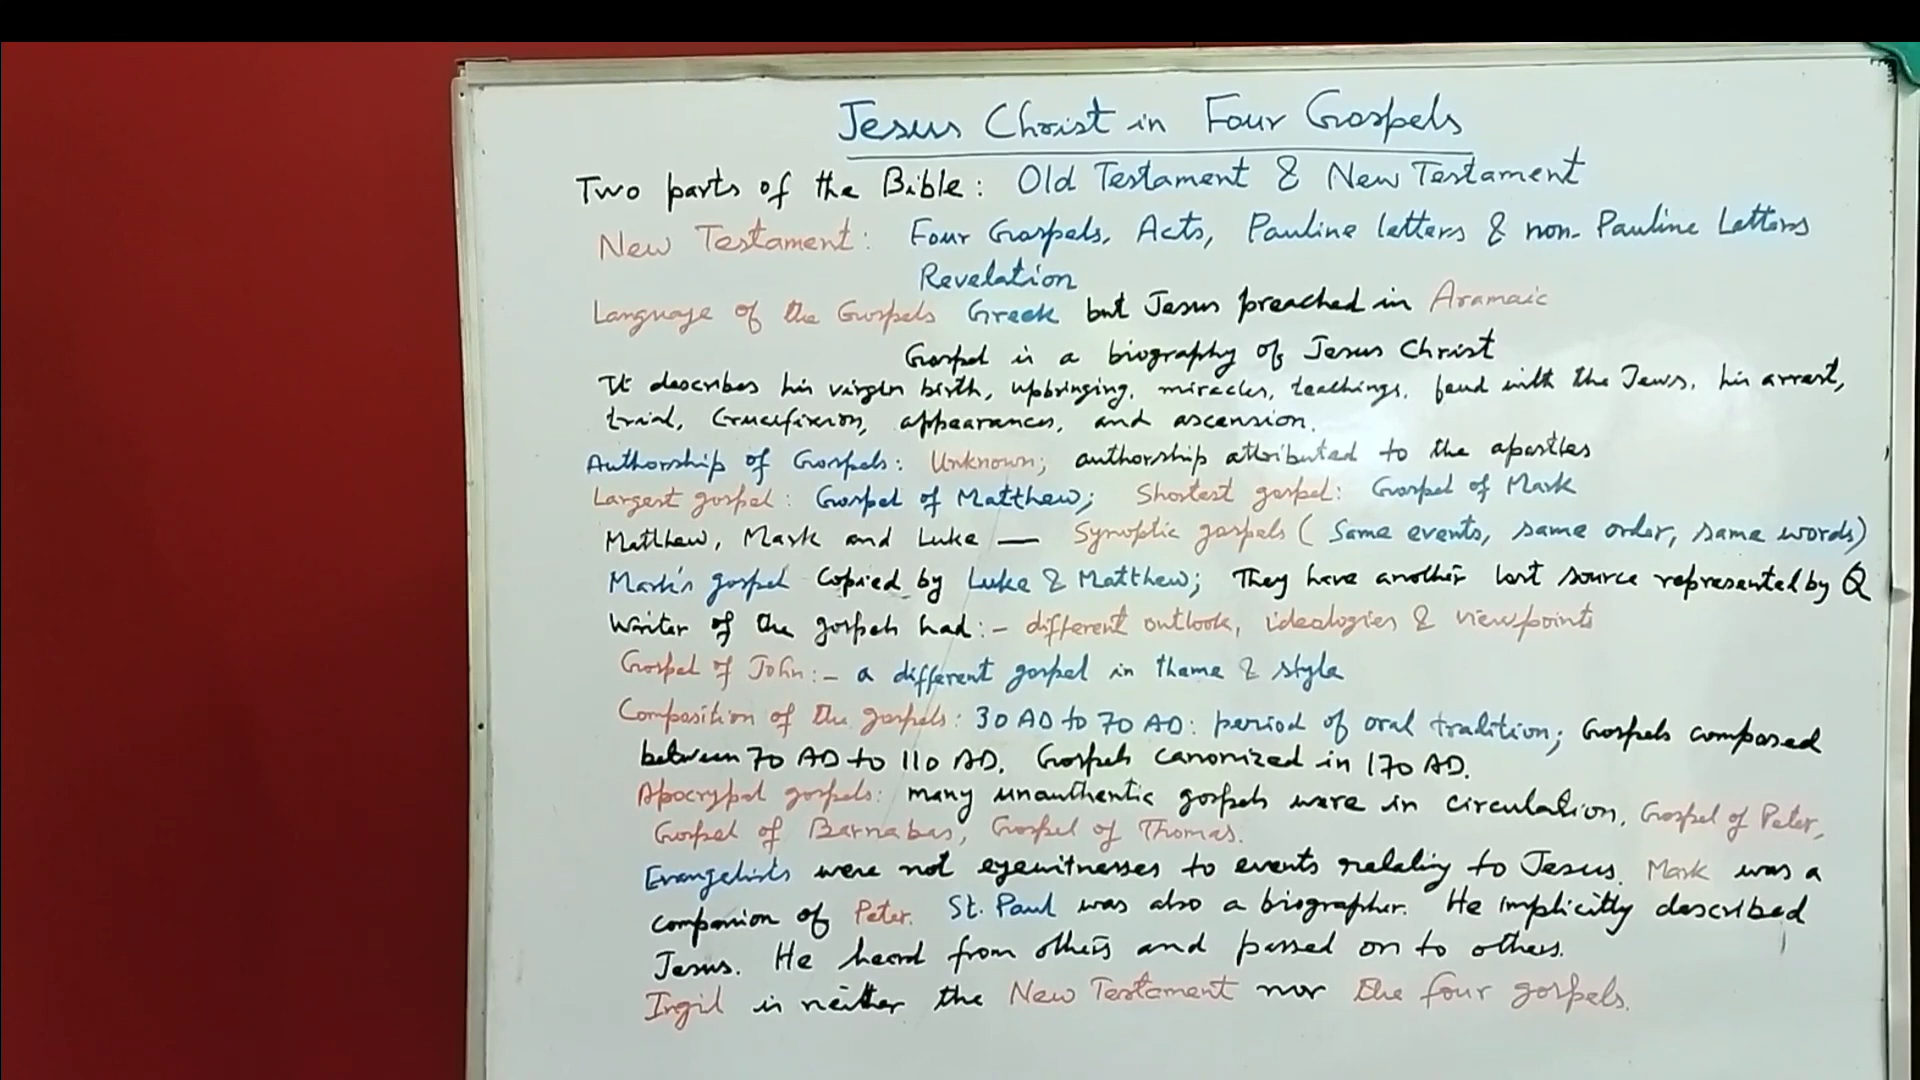 Jesus Christ in Four Gospels
Two parts of the Bible: Old Testament & New Testament
New Testament: Four Gospels, Acts, Pauline letters & non-Pauline Letters
Revelation
Language of the Gospels Greek but Jesus preached in Aramaic
Gospel is a biography of Jesus Christ
It describes his virgin birth, upbringing, miracles, teachings, feud with the Jews, his arrest,
trial, Crucifixion, appearances, and ascension.
Authorship of Gospels: Unknown; authorship attributed to the apostles
Largest gospel: Gospel of Matthew; Shortest gospel: Gospel of Mark
Matthew, Mark and Luke — Synoptic gospels (Same events, same order, same words)
Mark's gospel copied by Luke & Matthew; They have another lost source represented by Q
Writer of the gospels had:- different outlook, ideologies & viewpoints
Gospel of John:- a different gospel in theme & style
Composition of the gospels: 30 AD to 70 AD: period of oral tradition; Gospels composed
between 70 AD to 110 AD. Gospels canonized in 170 AD.
Apocrypal gospels: many unauthentic gospels were in circulation. Gospel of Peter,
Gospel of Barnabas, Gospel of Thomas.
Evangelists were not eyewitnesses to events relating to Jesus. Mark was a
companion of Peter. St. Paul was also a biographer. He implicitly described
Jesus. He heard from others and passed on to others.
Ingil is neither the New Testament nor the four gospels.